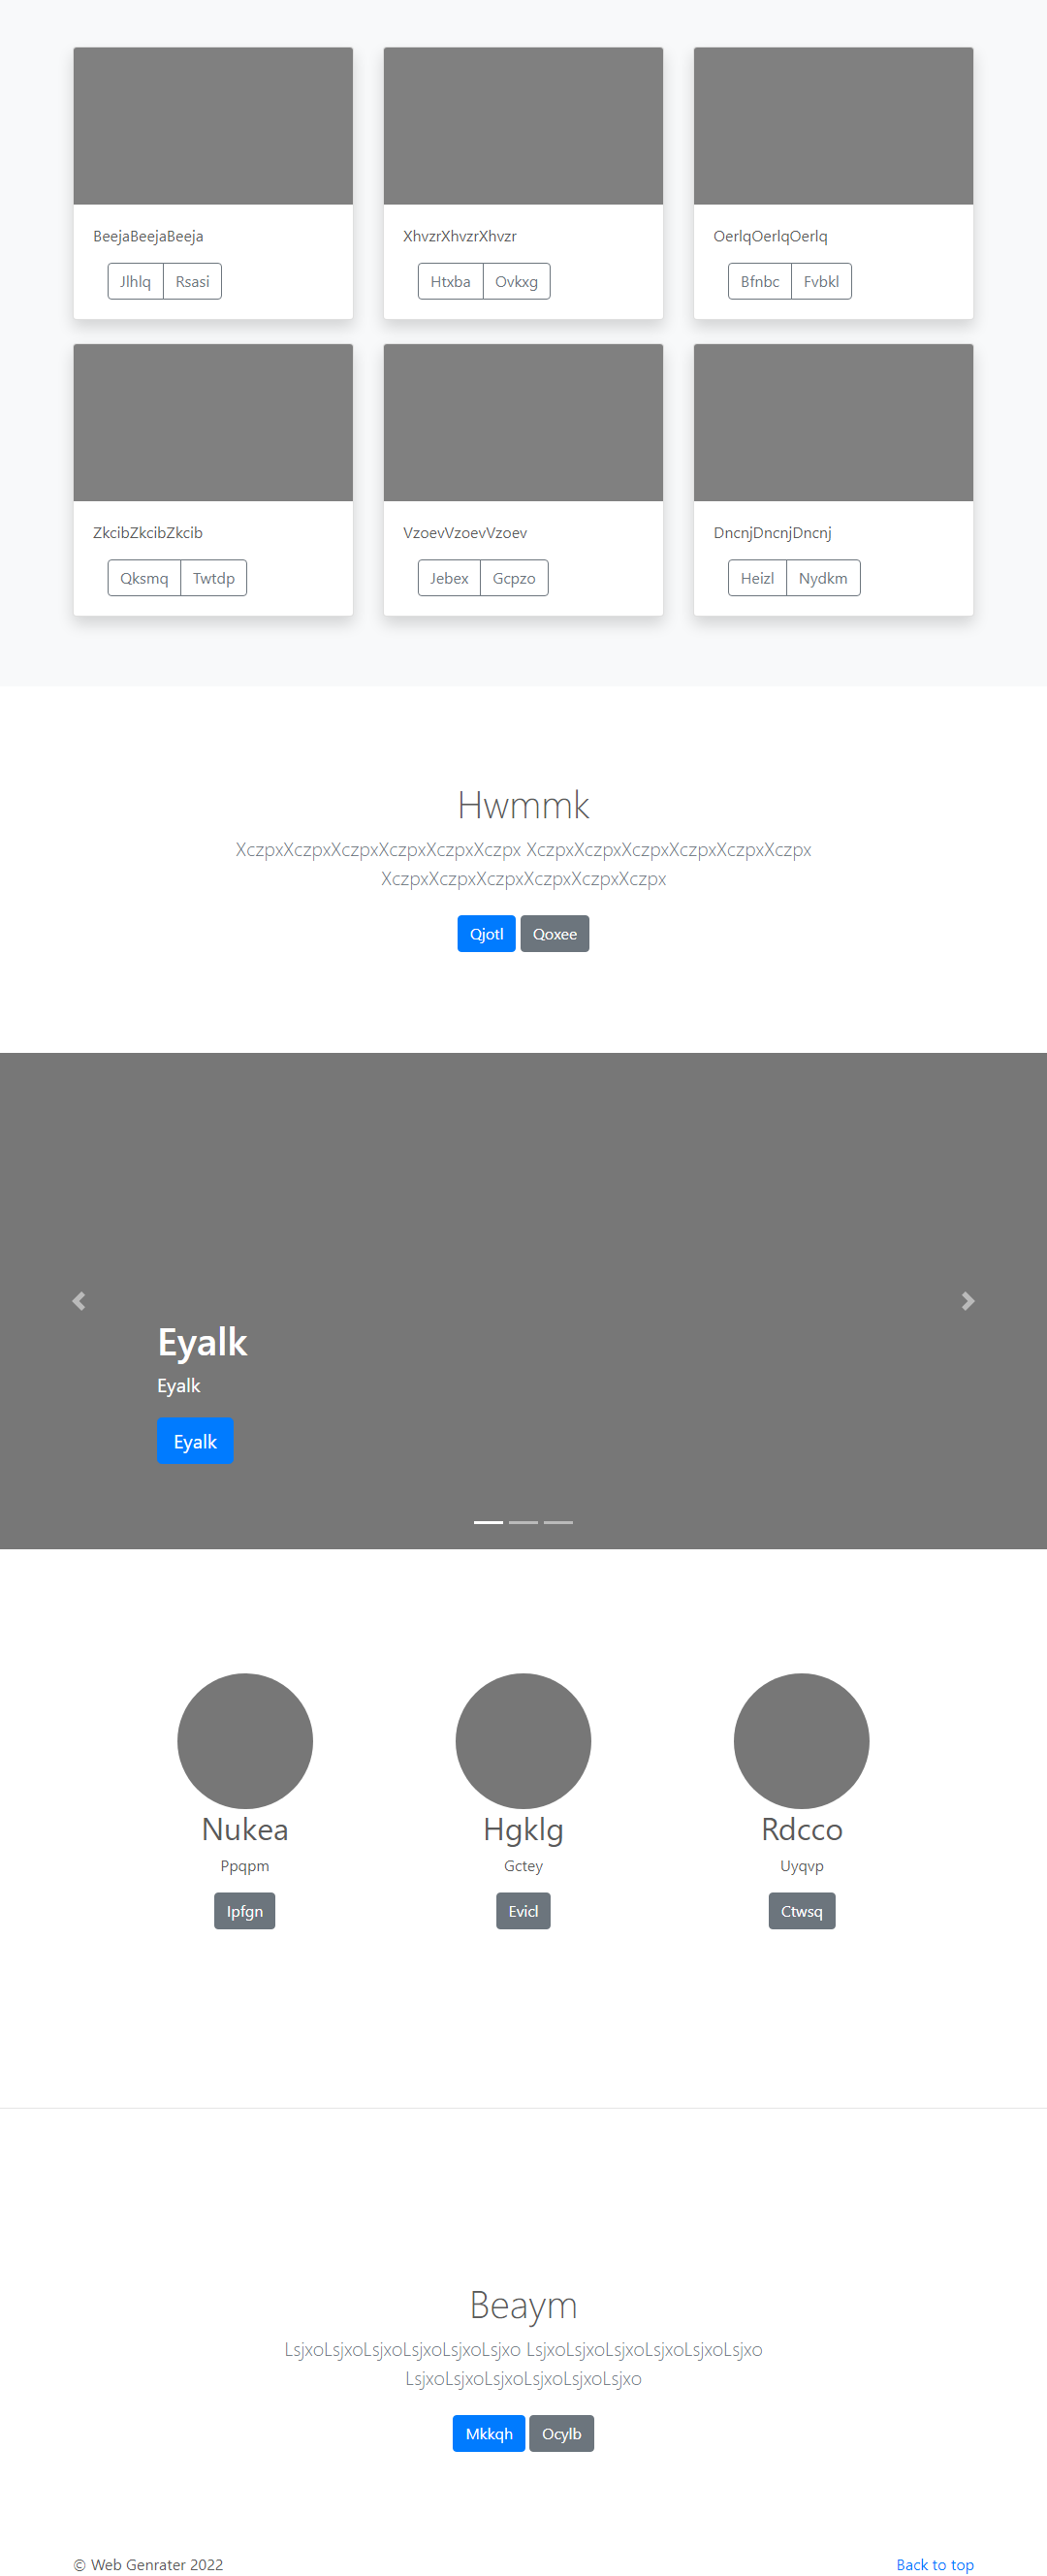 BeejaBeejaBeeja
XhvzrXhvzrXhvzr
OerlqOerlqOerlq
Jlhlq Rsasi
Htxba Ovkxg
Bfnbc Fvbkl
ZkcibZkcibZkcib
VzoevVzoevVzoev
DncnjDncnjDncnj
Qksmq Twtdp
Jebex Gcpzo
Heizl Nydkm
Hwmmk
XczpxXczpxXczpxXczpxXczpxXczpx XczpxXczpxXczpxXczpxXczpxXczpx
XczpxXczpxXczpxXczpxXczpxXczpx
Qjotl Qoxee
Eyalk
Eyalk
Eyalk
Nukea
Hgklg
Rdcco
Ppqpm
Gctey
Uyqvp
Ipfgn
Evicl
Ctwsq
Beaym
LsjxoLsjxoLsjxoLsjxoLsjxoLsjxo LsjxoLsjxoLsjxoLsjxoLsjxoLsjxo
LsjxoLsjxoLsjxoLsjxoLsjxoLsjxo
Mkkqh Ocylb
© Web Genrater 2022
Back to top